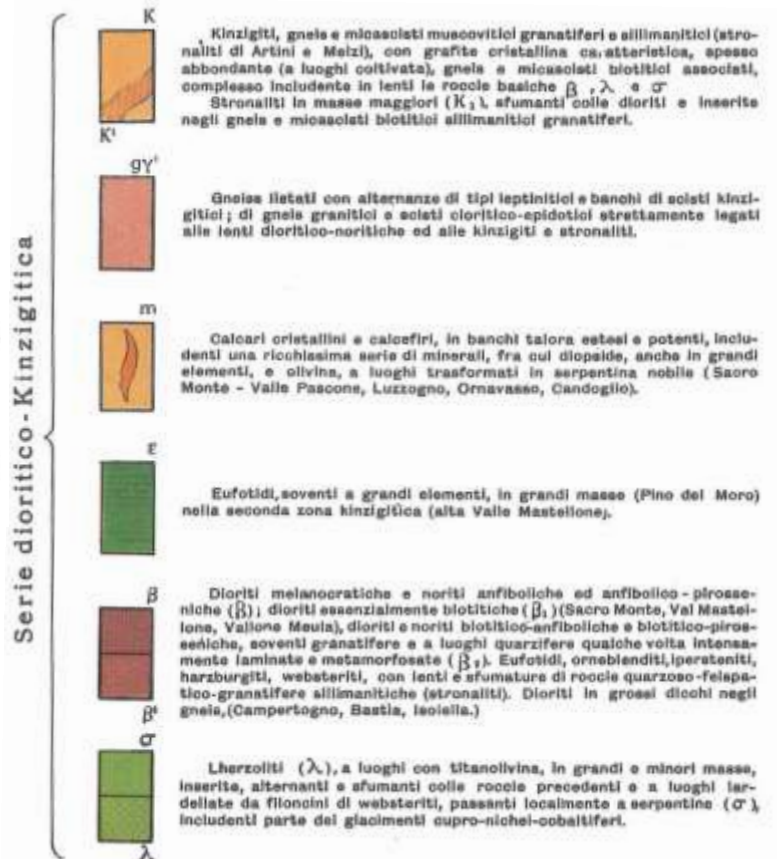 Serie dioritico-Kinzigitica
K
Kinzigiti, gneis e micascisti muscovitici granatiferi e sillimanitici (stro-
naliti di Artini e Melzi), con grafite cristallina caratteristica, spesso
abbondante (a luoghi coltivata), gneis e micascisti biotitici associati,
complesso includente in lenti le roccie basiche β, λ e σ
Stronaliti in masse maggiori (K₁), sfumanti colle dioriti e inserite
negli gneis e micascisti biotitici sillimanitici granatiferi.
K'
gγ'
Gneiss listati con alternanze di tipi leptinitici e banchi di scisti kinzi-
gitici; di gneis granitici e scisti cloritico-epidotici strettamente legati
alle lenti dioritico-noritiche ed alle kinzigiti e stronaliti.
m
Calcari cristallini e calcefiri, in banchi talora estesi e potenti, inclu-
denti una ricchissima serie di minerali, fra cui diopside, anche in grandi
elementi, e olivina, a luoghi trasformati in serpentina nobile (Sacro
Monte - Valle Pascone, Luzzogno, Ornavasso, Candoglio).
ε
Eufotidi, soventi a grandi elementi, in grandi masse (Pino del Moro)
nella seconda zona kinzigitica (alta Valle Mastellone).
β
Dioriti melanocratiche e noriti anfiboliche ed anfibolico-pirosse-
niche (β); dioriti essenzialmente biotitiche (β₁) (Sacro Monte, Val Mastel-
lone, Vallone Meula), dioriti e noriti biotitico-anfiboliche e biotitico-piros-
seniche, soventi granatifere e a luoghi quarzifere qualche volta intensa-
mente laminate e metamorfosate (β₁). Eufotidi, orneblenditi, ipersteniti,
harzburgiti, websteriti, con lenti e sfumature di roccie quarzoso-felspa-
tico-granatifere sillimanitiche (stronaliti). Dioriti in grossi dicchi negli
gneis, (Campertogno, Bastia, Isolella.)
β'
σ
Lherzoliti (λ), a luoghi con titanolivina, in grandi e minori masse,
inserite, alternanti e sfumanti colle roccie precedenti e a luoghi lar-
dellate da filoncini di websteriti, passanti localmente a serpentine (σ),
includenti parte dei giacimenti cupro-nichel-cobaltiferi.
λ